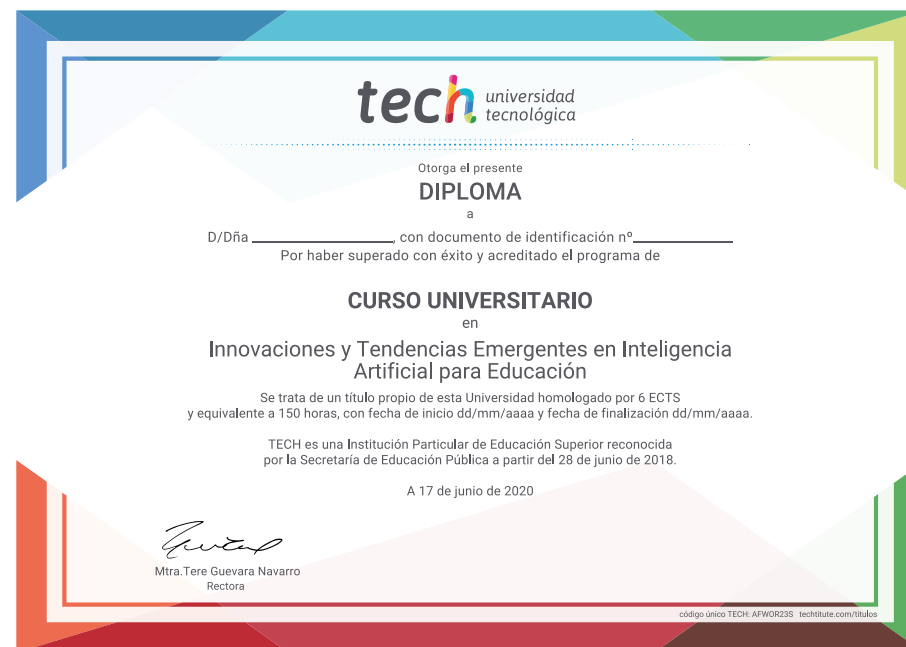 tech universidad
tecnológica
Otorga el presente
DIPLOMA
a
D/Dña ____________________, con documento de identificación nº______________
Por haber superado con éxito y acreditado el programa de
CURSO UNIVERSITARIO
en
Innovaciones y Tendencias Emergentes en Inteligencia
Artificial para Educación
Se trata de un título propio de esta Universidad homologado por 6 ECTS
y equivalente a 150 horas, con fecha de inicio dd/mm/aaaa y fecha de finalización dd/mm/aaaa.
TECH es una Institución Particular de Educación Superior reconocida
por la Secretaría de Educación Pública a partir del 28 de junio de 2018.
A 17 de junio de 2020
Mtra.Tere Guevara Navarro
Rectora
código único TECH: AFWOR23S techtitute.com/titulos